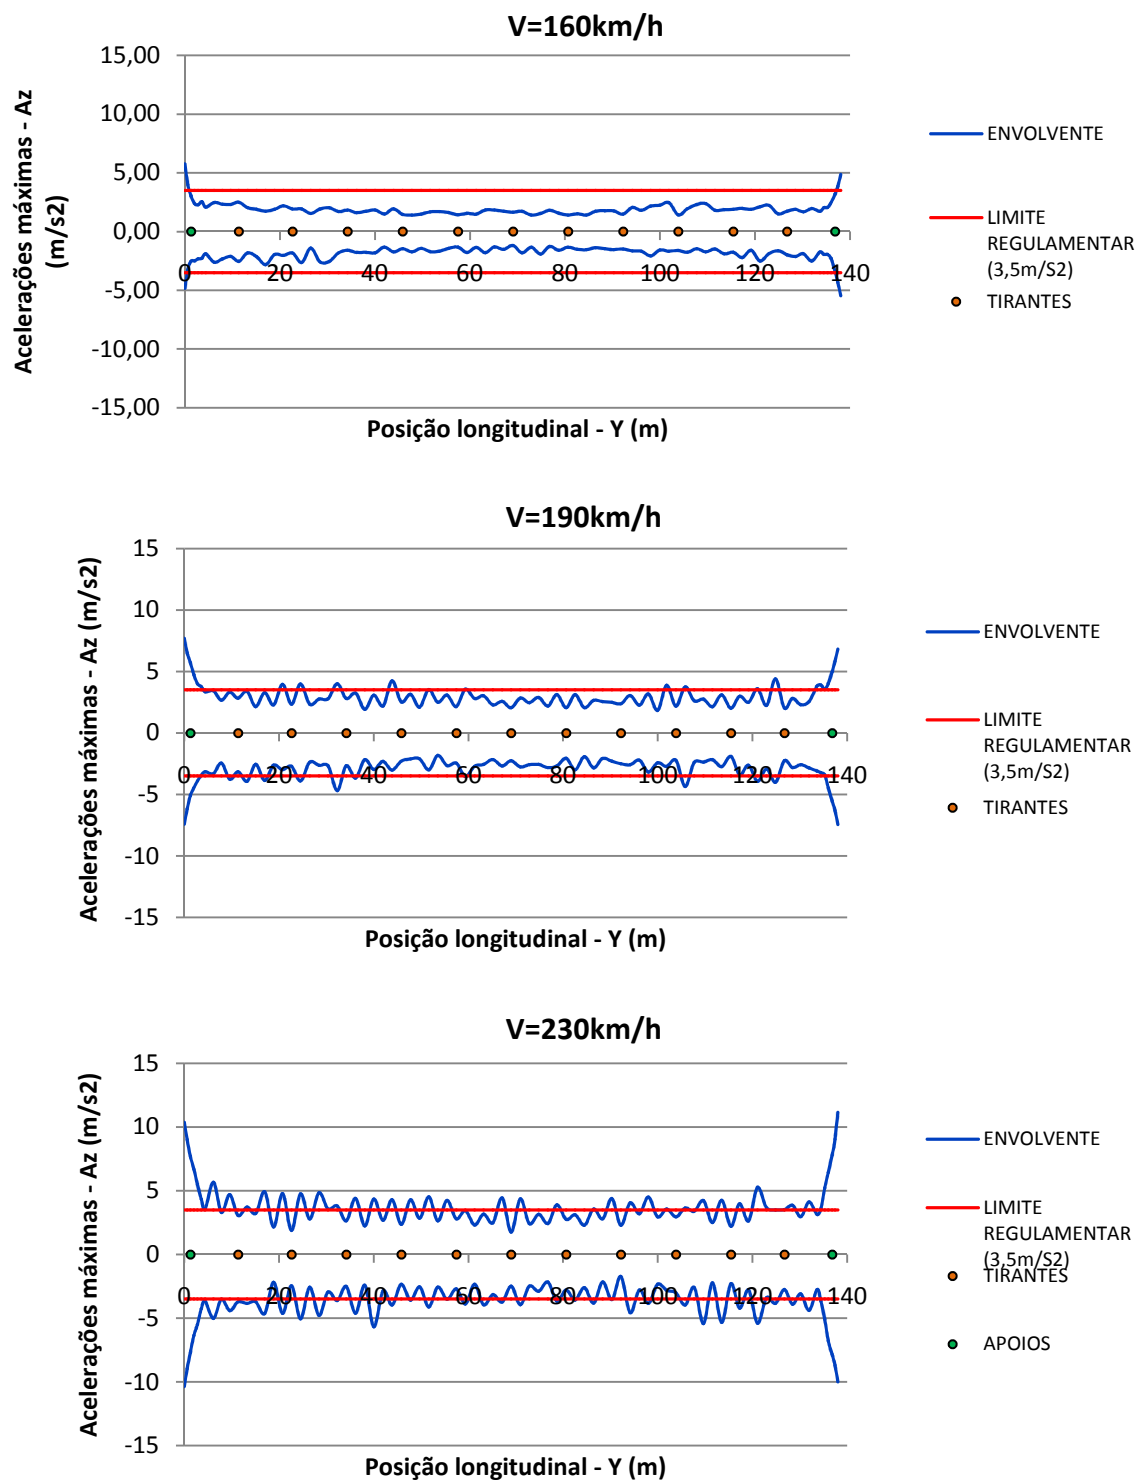 V=160km/h
15,00
10,00
5,00
0,00
-5,00
-10,00
-15,00
0 20 40 60 80 100 120 140
Acelerações máximas - Az
(m/s2)
Posição longitudinal - Y (m)
ENVOLVENTE
LIMITE
REGULAMENTAR
(3,5m/S2)
TIRANTES
V=190km/h
15
10
5
0
-5
-10
-15
0 20 40 60 80 100 120 140
Acelerações máximas - Az (m/s2)
Posição longitudinal - Y (m)
ENVOLVENTE
LIMITE
REGULAMENTAR
(3,5m/S2)
TIRANTES
V=230km/h
15
10
5
0
-5
-10
-15
0 20 40 60 80 100 120 140
Acelerações máximas - Az (m/s2)
Posição longitudinal - Y (m)
ENVOLVENTE
LIMITE
REGULAMENTAR
(3,5m/S2)
TIRANTES
APOIOS